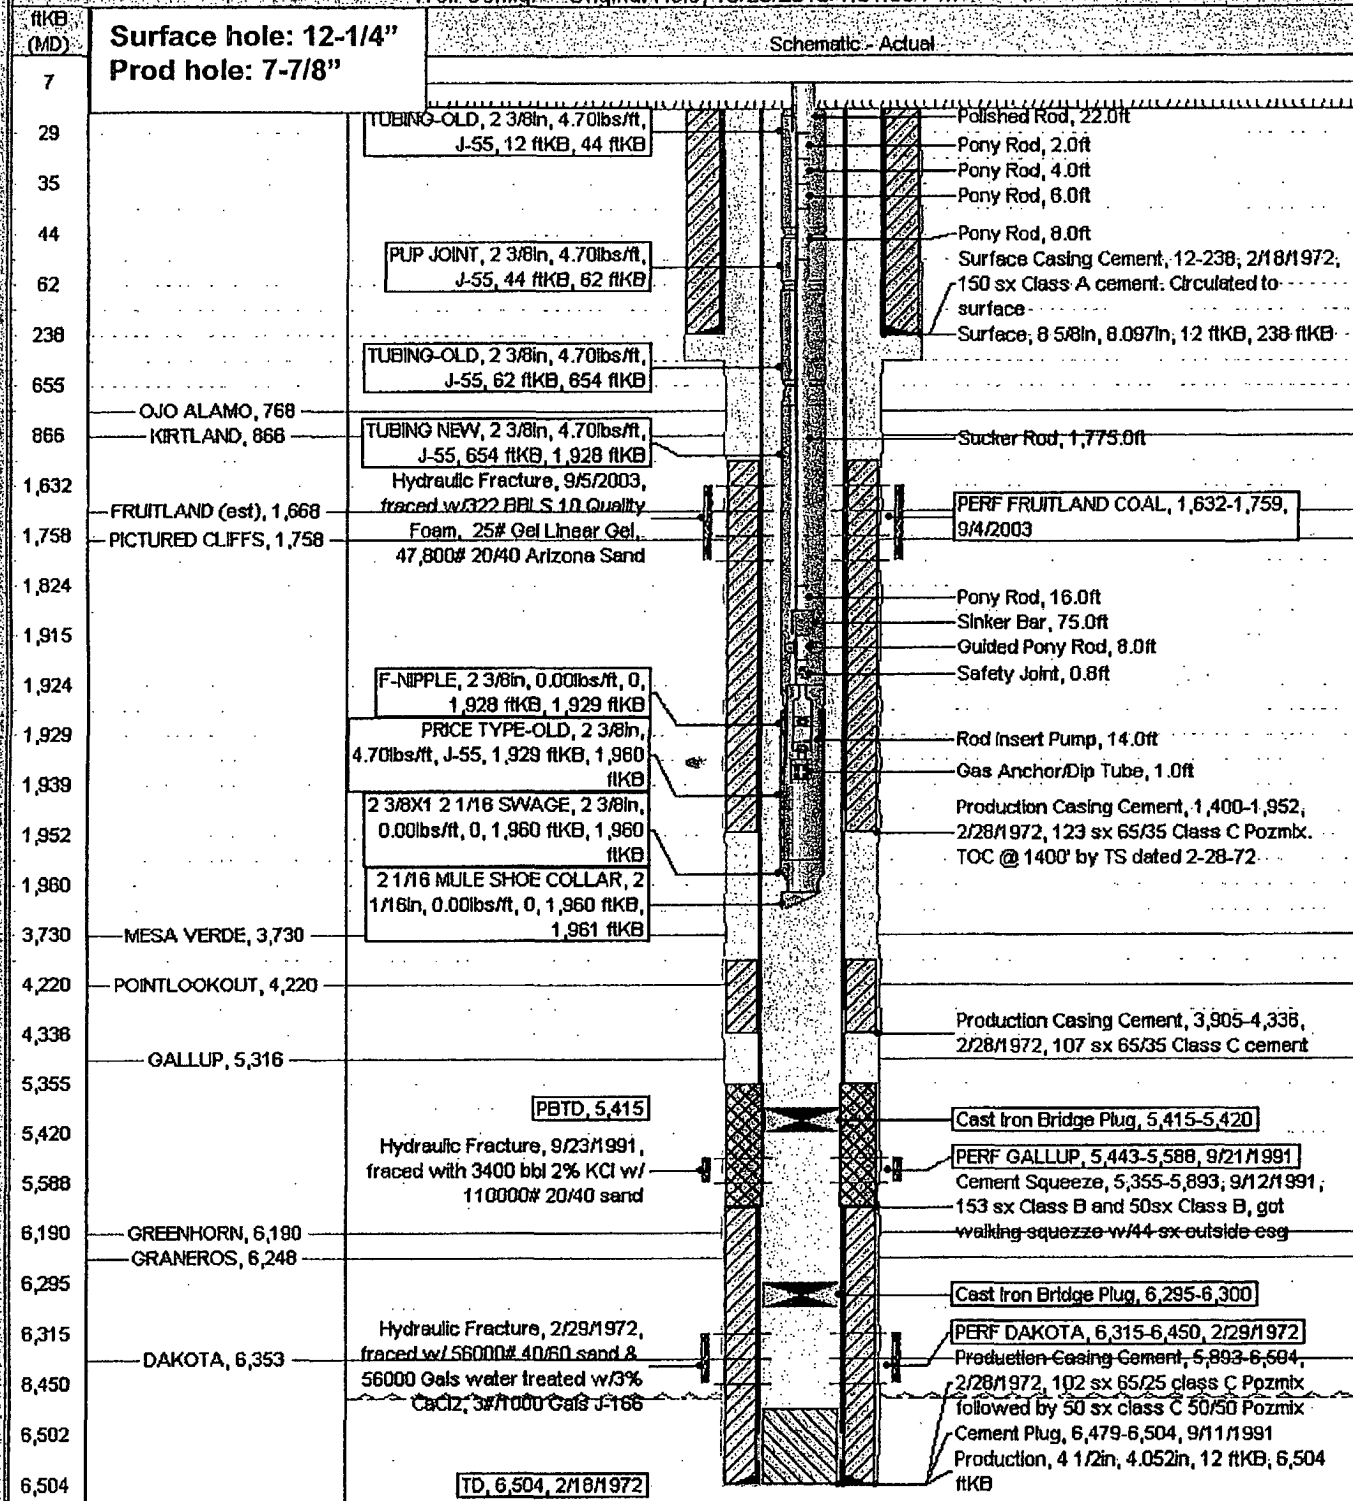 ftKB
(MD)
Surface hole: 12-1/4"
Prod hole: 7-7/8"
Schematic - Actual
7
29
35
44
62
238
655
866
1,632
1,758
1,824
1,915
1,924
1,929
1,939
1,952
1,960
3,730
4,220
4,336
5,355
5,420
5,588
6,190
6,295
6,315
6,450
6,502
6,504
OJO ALAMO, 768
KIRTLAND, 866
FRUITLAND (est), 1,668
PICTURED CLIFFS, 1,758
MESA VERDE, 3,730
POINTLOOKOUT, 4,220
GALLUP, 5,316
GREENHORN, 6,190
GRANEROS, 6,248
DAKOTA, 6,353
TUBING-OLD, 2 3/8in, 4.70lbs/ft,
J-55, 12 ftKB, 44 ftKB
PUP JOINT, 2 3/8in, 4.70lbs/ft,
J-55, 44 ftKB, 62 ftKB
TUBING-OLD, 2 3/8in, 4.70lbs/ft,
J-55, 62 ftKB, 654 ftKB
TUBING NEW, 2 3/8in, 4.70lbs/ft,
J-55, 654 ftKB, 1,928 ftKB
Hydraulic Fracture, 9/5/2003,
fraced w/322 BBLS 10 Quality
Foam, 25# Gel Linear Gel,
47,800# 20/40 Arizona Sand
F-NIPPLE, 2 3/8in, 0.00lbs/ft, 0,
1,928 ftKB, 1,929 ftKB
PRICE TYPE-OLD, 2 3/8in,
4.70lbs/ft, J-55, 1,929 ftKB, 1,960
ftKB
2 3/8X1 2 1/16 SWAGE, 2 3/8in,
0.00lbs/ft, 0, 1,960 ftKB, 1,960
ftKB
2 1/16 MULE SHOE COLLAR, 2
1/16in, 0.00lbs/ft, 0, 1,960 ftKB,
1,961 ftKB
PBTD, 5,415
Hydraulic Fracture, 9/23/1991,
fraced with 3400 bbl 2% KCl w/
110000# 20/40 sand
Hydraulic Fracture, 2/29/1972,
fraced w/ 56000# 40/60 sand &
56000 Gals water treated w/3%
CaCl2, 3#/1000 Gals J-166
TD, 6,504, 2/18/1972
Polished Rod, 22.0ft
Pony Rod, 2.0ft
Pony Rod, 4.0ft
Pony Rod, 6.0ft
Pony Rod, 8.0ft
Surface Casing Cement, 12-238, 2/18/1972,
150 sx Class A cement. Circulated to
surface
Surface, 8 5/8in, 8.097in, 12 ftKB, 238 ftKB
Sucker Rod, 1,775.0ft
PERF FRUITLAND COAL, 1,632-1,759,
9/4/2003
Pony Rod, 16.0ft
Sinker Bar, 75.0ft
Guided Pony Rod, 8.0ft
Safety Joint, 0.8ft
Rod Insert Pump, 14.0ft
Gas Anchor/Dip Tube, 1.0ft
Production Casing Cement, 1,400-1,952,
2/28/1972, 123 sx 65/35 Class C Pozmix.
TOC @ 1400' by TS dated 2-28-72
Production Casing Cement, 3,905-4,336,
2/28/1972, 107 sx 65/35 Class C cement
Cast Iron Bridge Plug, 5,415-5,420
PERF GALLUP, 5,443-5,588, 9/21/1991
Cement Squeeze, 5,355-5,893, 9/12/1991,
153 sx Class B and 50sx Class B, got
walking squezze w/44 sx outside csg
Cast Iron Bridge Plug, 6,295-6,300
PERF DAKOTA, 6,315-6,450, 2/29/1972
Production Casing Cement, 5,893-6,504,
2/28/1972, 102 sx 65/25 class C Pozmix
followed by 50 sx class C 50/50 Pozmix
Cement Plug, 6,479-6,504, 9/11/1991
Production, 4 1/2in, 4.052in, 12 ftKB, 6,504
ftKB